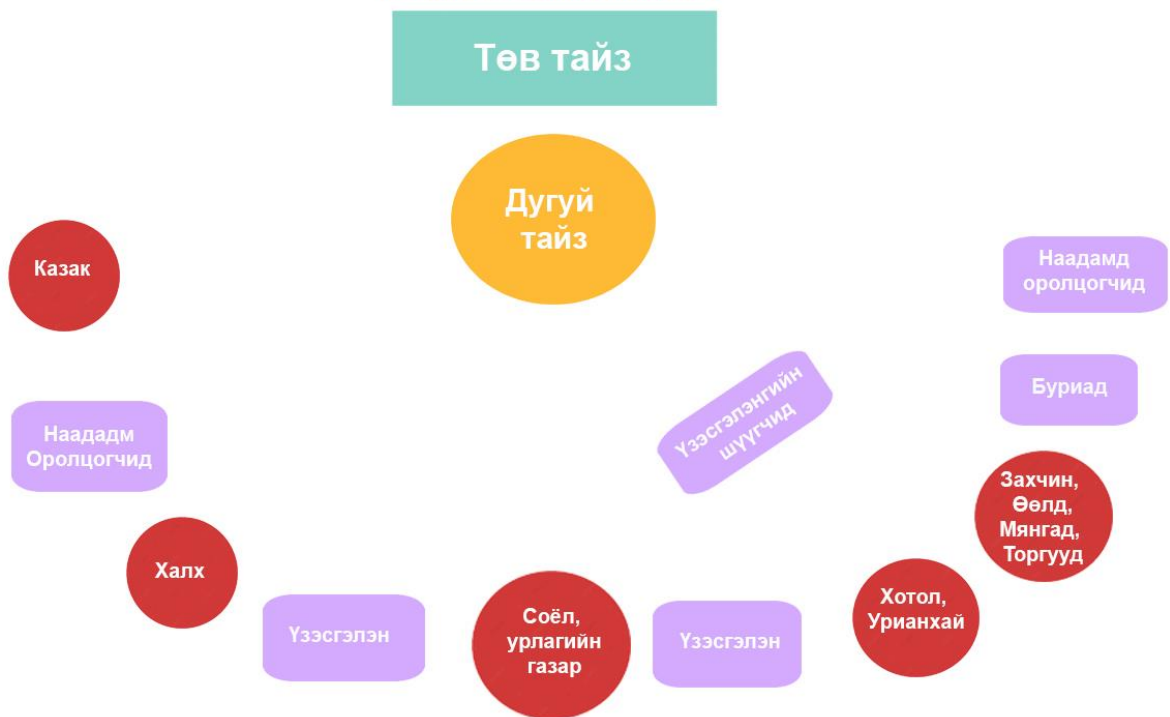 Төв тайз
Дугуй
тайз
Казак
Наадамд
оролцогчид
Буриад
Үзэсгэлэнгийн
шүүгчид
Наададм
Оролцогчид
Захчин,
Өөлд,
Мянгад,
Торгууд
Халх
Үзэсгэлэн
Соёл,
урлагийн
газар
Үзэсгэлэн
Хотол,
Урианхай